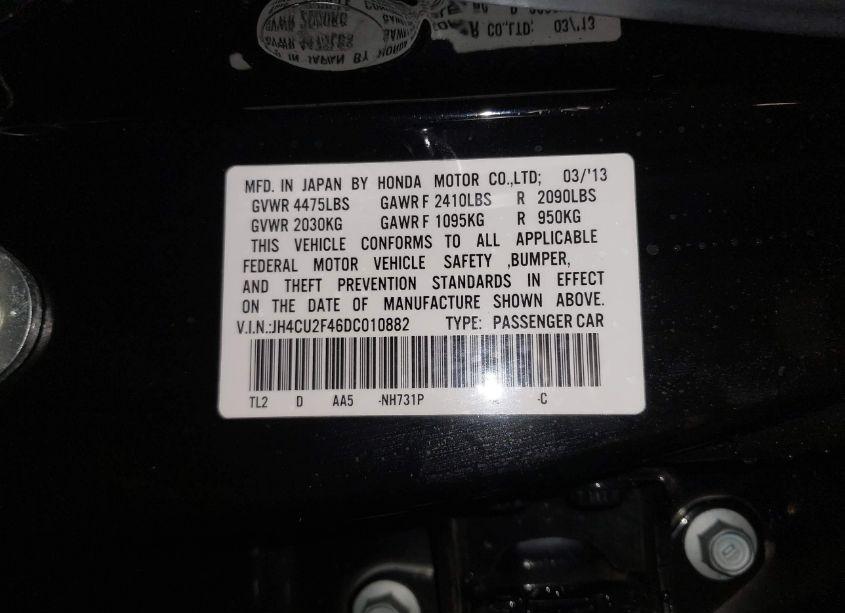 MFD. IN JAPAN BY HONDA MOTOR CO.,LTD; 03/'13
GVWR 4475LBS GAWR F 2410LBS R 2090LBS
GVWR 2030KG GAWR F 1095KG R 950KG
THIS VEHICLE CONFORMS TO ALL APPLICABLE
FEDERAL MOTOR VEHICLE SAFETY ,BUMPER,
AND THEFT PREVENTION STANDARDS IN EFFECT
ON THE DATE OF MANUFACTURE SHOWN ABOVE.
V.I.N.:JH4CU2F46DC010882 TYPE: PASSENGER CAR
TL2 D AA5 -NH731P -C